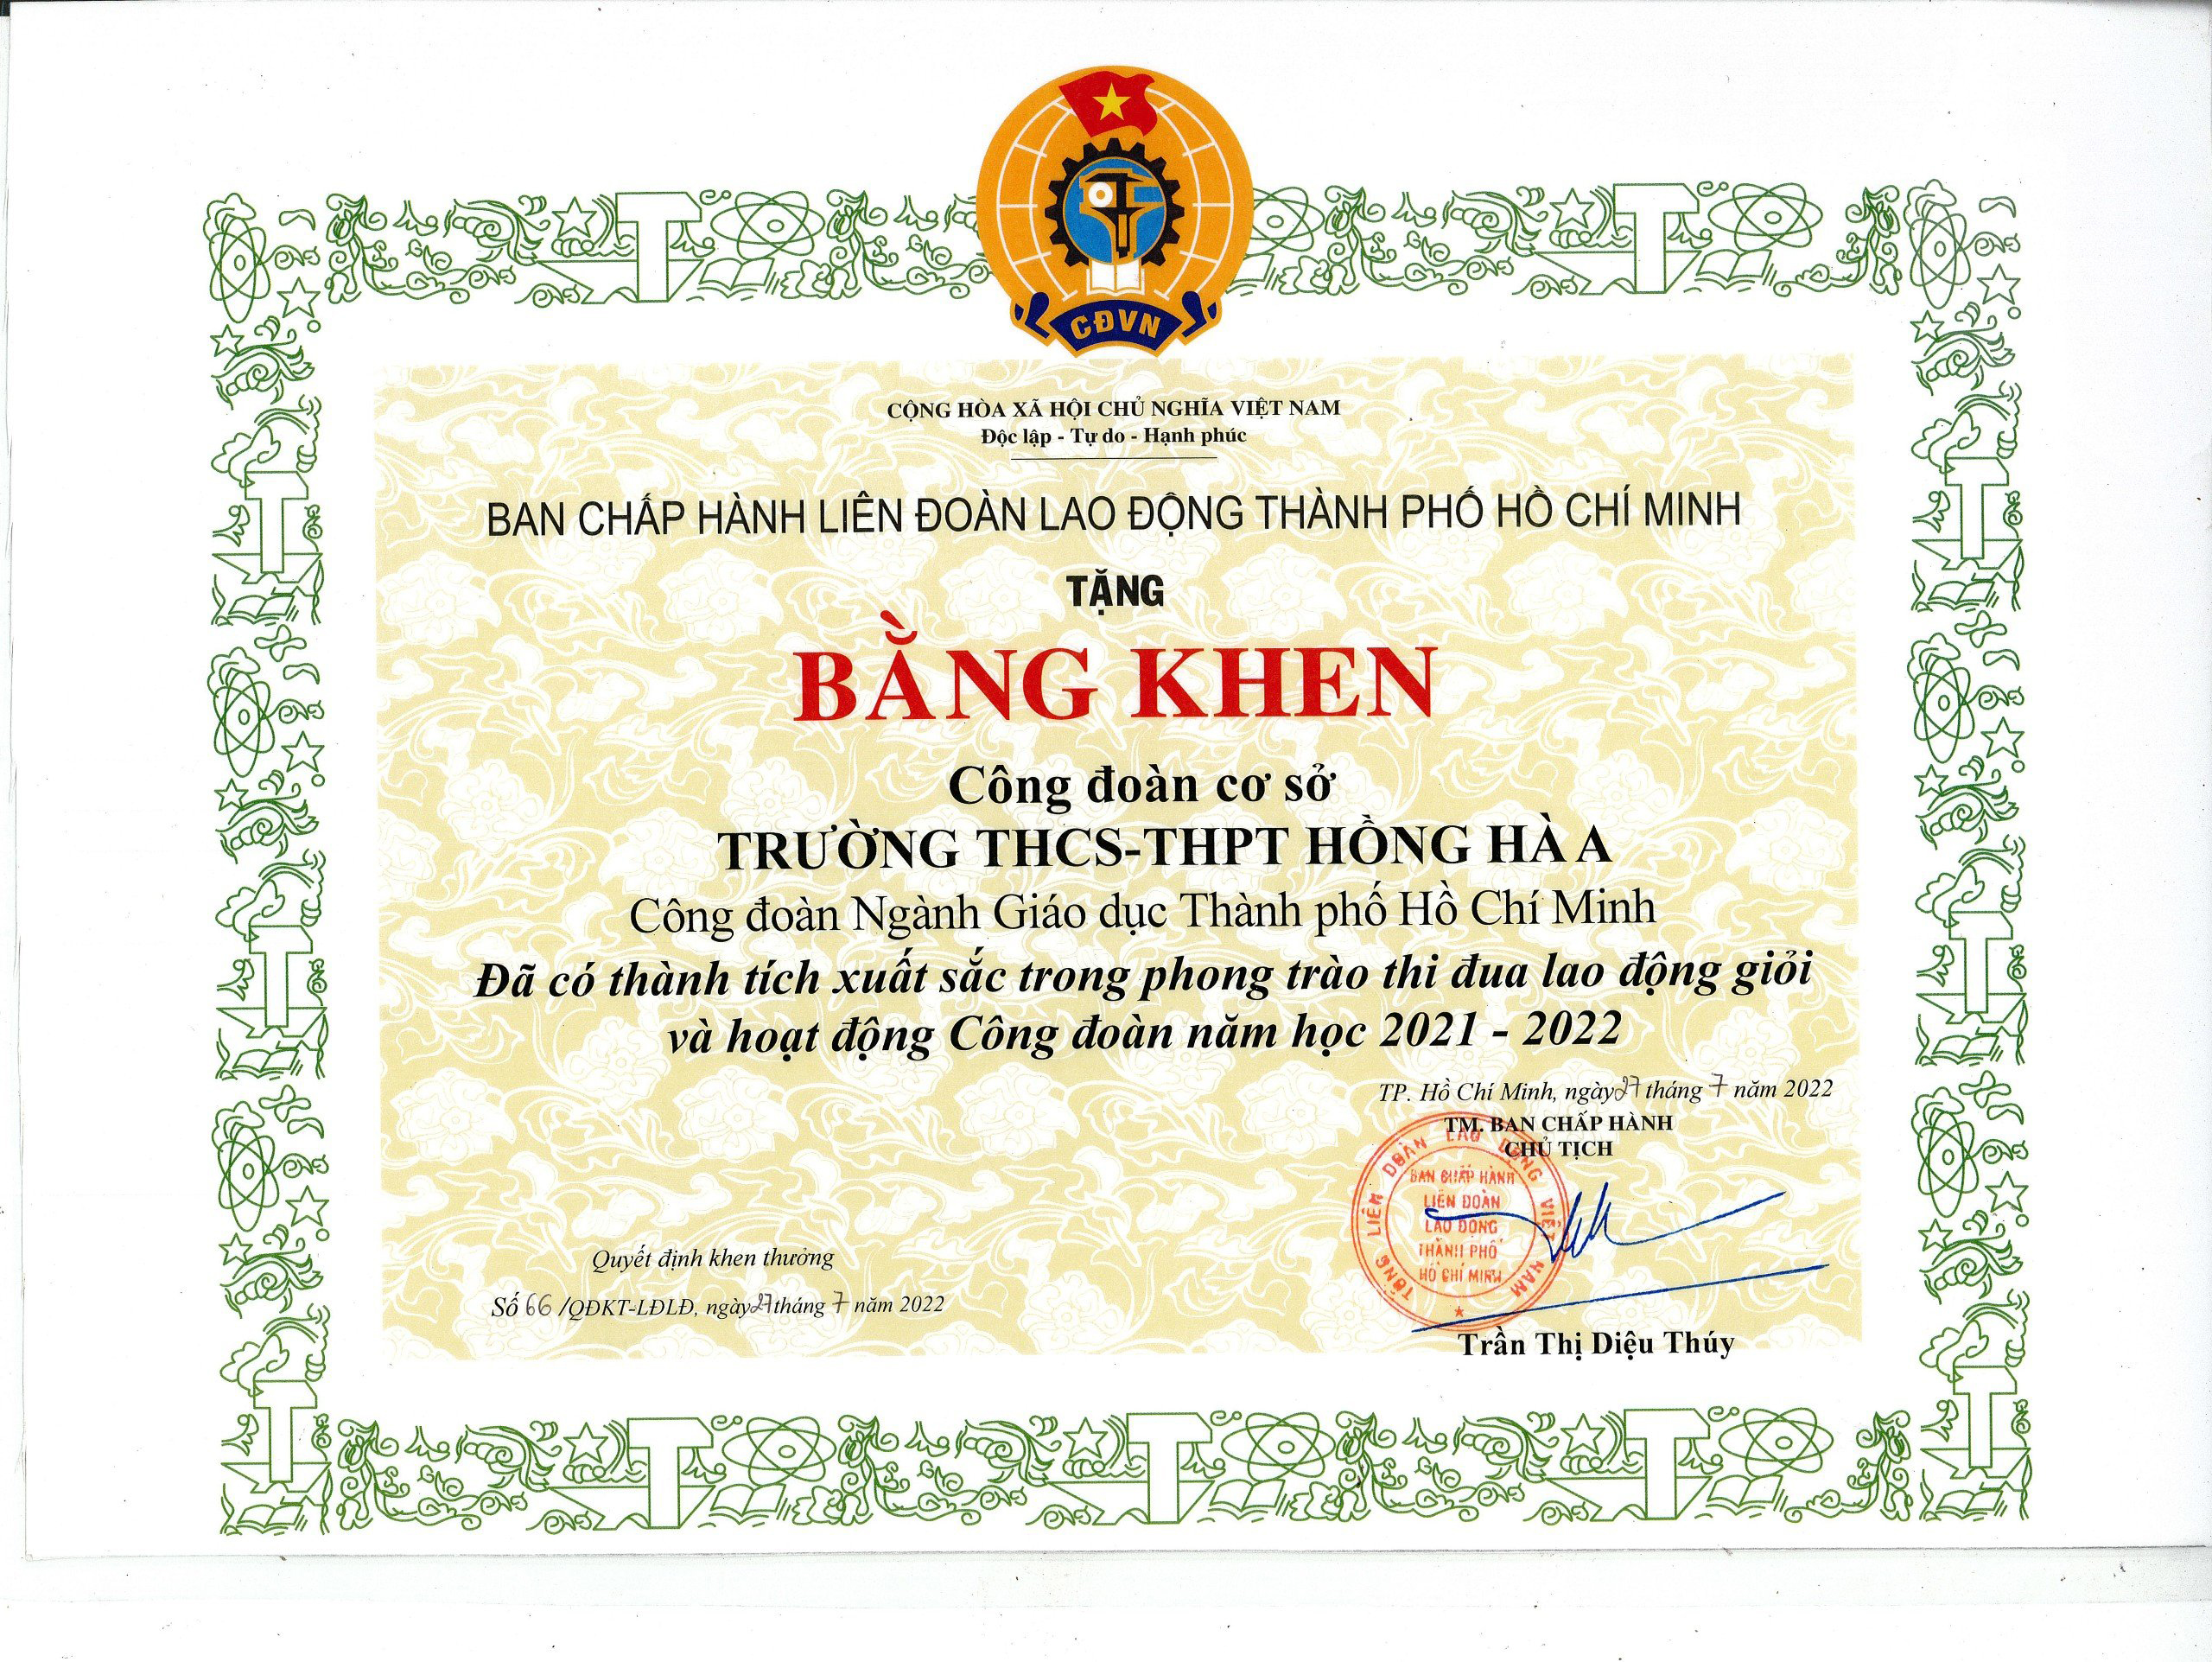 CĐVN
CỘNG HÒA XÃ HỘI CHỦ NGHĨA VIỆT NAM
Độc lập - Tự do - Hạnh phúc
BAN CHẤP HÀNH LIÊN ĐOÀN LAO ĐỘNG THÀNH PHỐ HỒ CHÍ MINH
TẶNG
BẰNG KHEN
Công đoàn cơ sở
TRƯỜNG THCS-THPT HỒNG HÀ A
Công đoàn Ngành Giáo dục Thành phố Hồ Chí Minh
Đã có thành tích xuất sắc trong phong trào thi đua lao động giỏi
và hoạt động Công đoàn năm học 2021 - 2022
TP. Hồ Chí Minh, ngày 27 tháng 7 năm 2022
TM. BAN CHẤP HÀNH
CHỦ TỊCH
TỔNG LIÊN ĐOÀN LAO ĐỘNG VIỆT NAM
BAN CHẤP HÀNH
LIÊN ĐOÀN
LAO ĐỘNG
THÀNH PHỐ
HỒ CHÍ MINH
Quyết định khen thưởng
Số 66 /QĐKT-LĐLĐ, ngày 27 tháng 7 năm 2022
Trần Thị Diệu Thúy